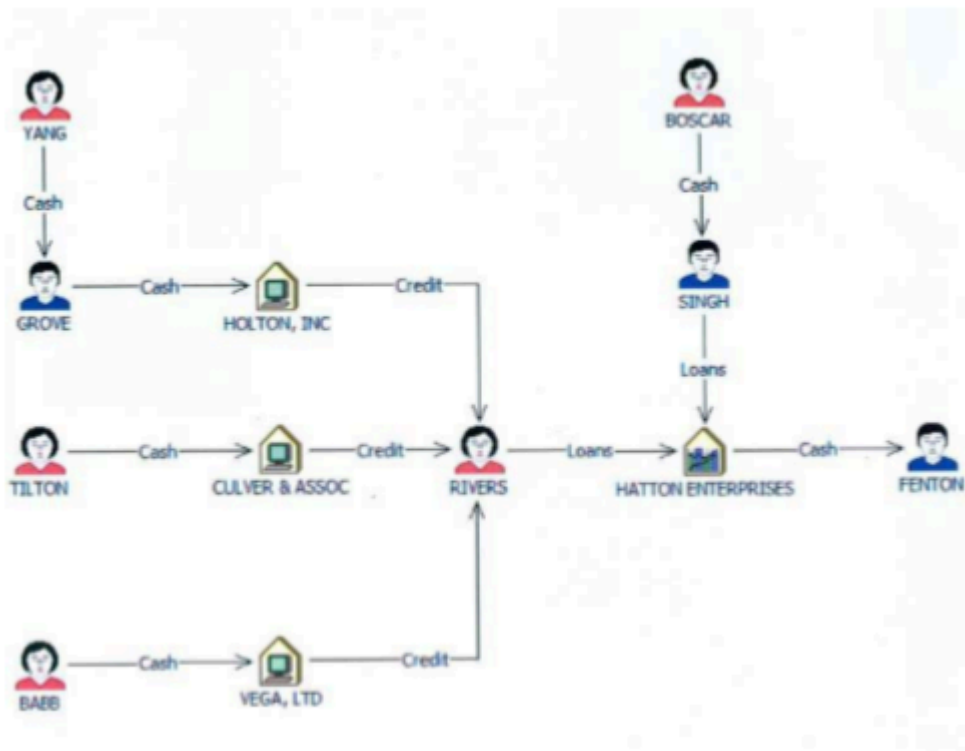 YANG
BOSCAR
Cash
Cash
GROVE
Cash
HOLTON, INC
Credit
SINGH
Loans
TILTON
Cash
CULVER & ASSOC
Credit
RIVERS
Loans
HATTON ENTERPRISES
Cash
FENTON
BABB
Cash
VEGA, LTD
Credit